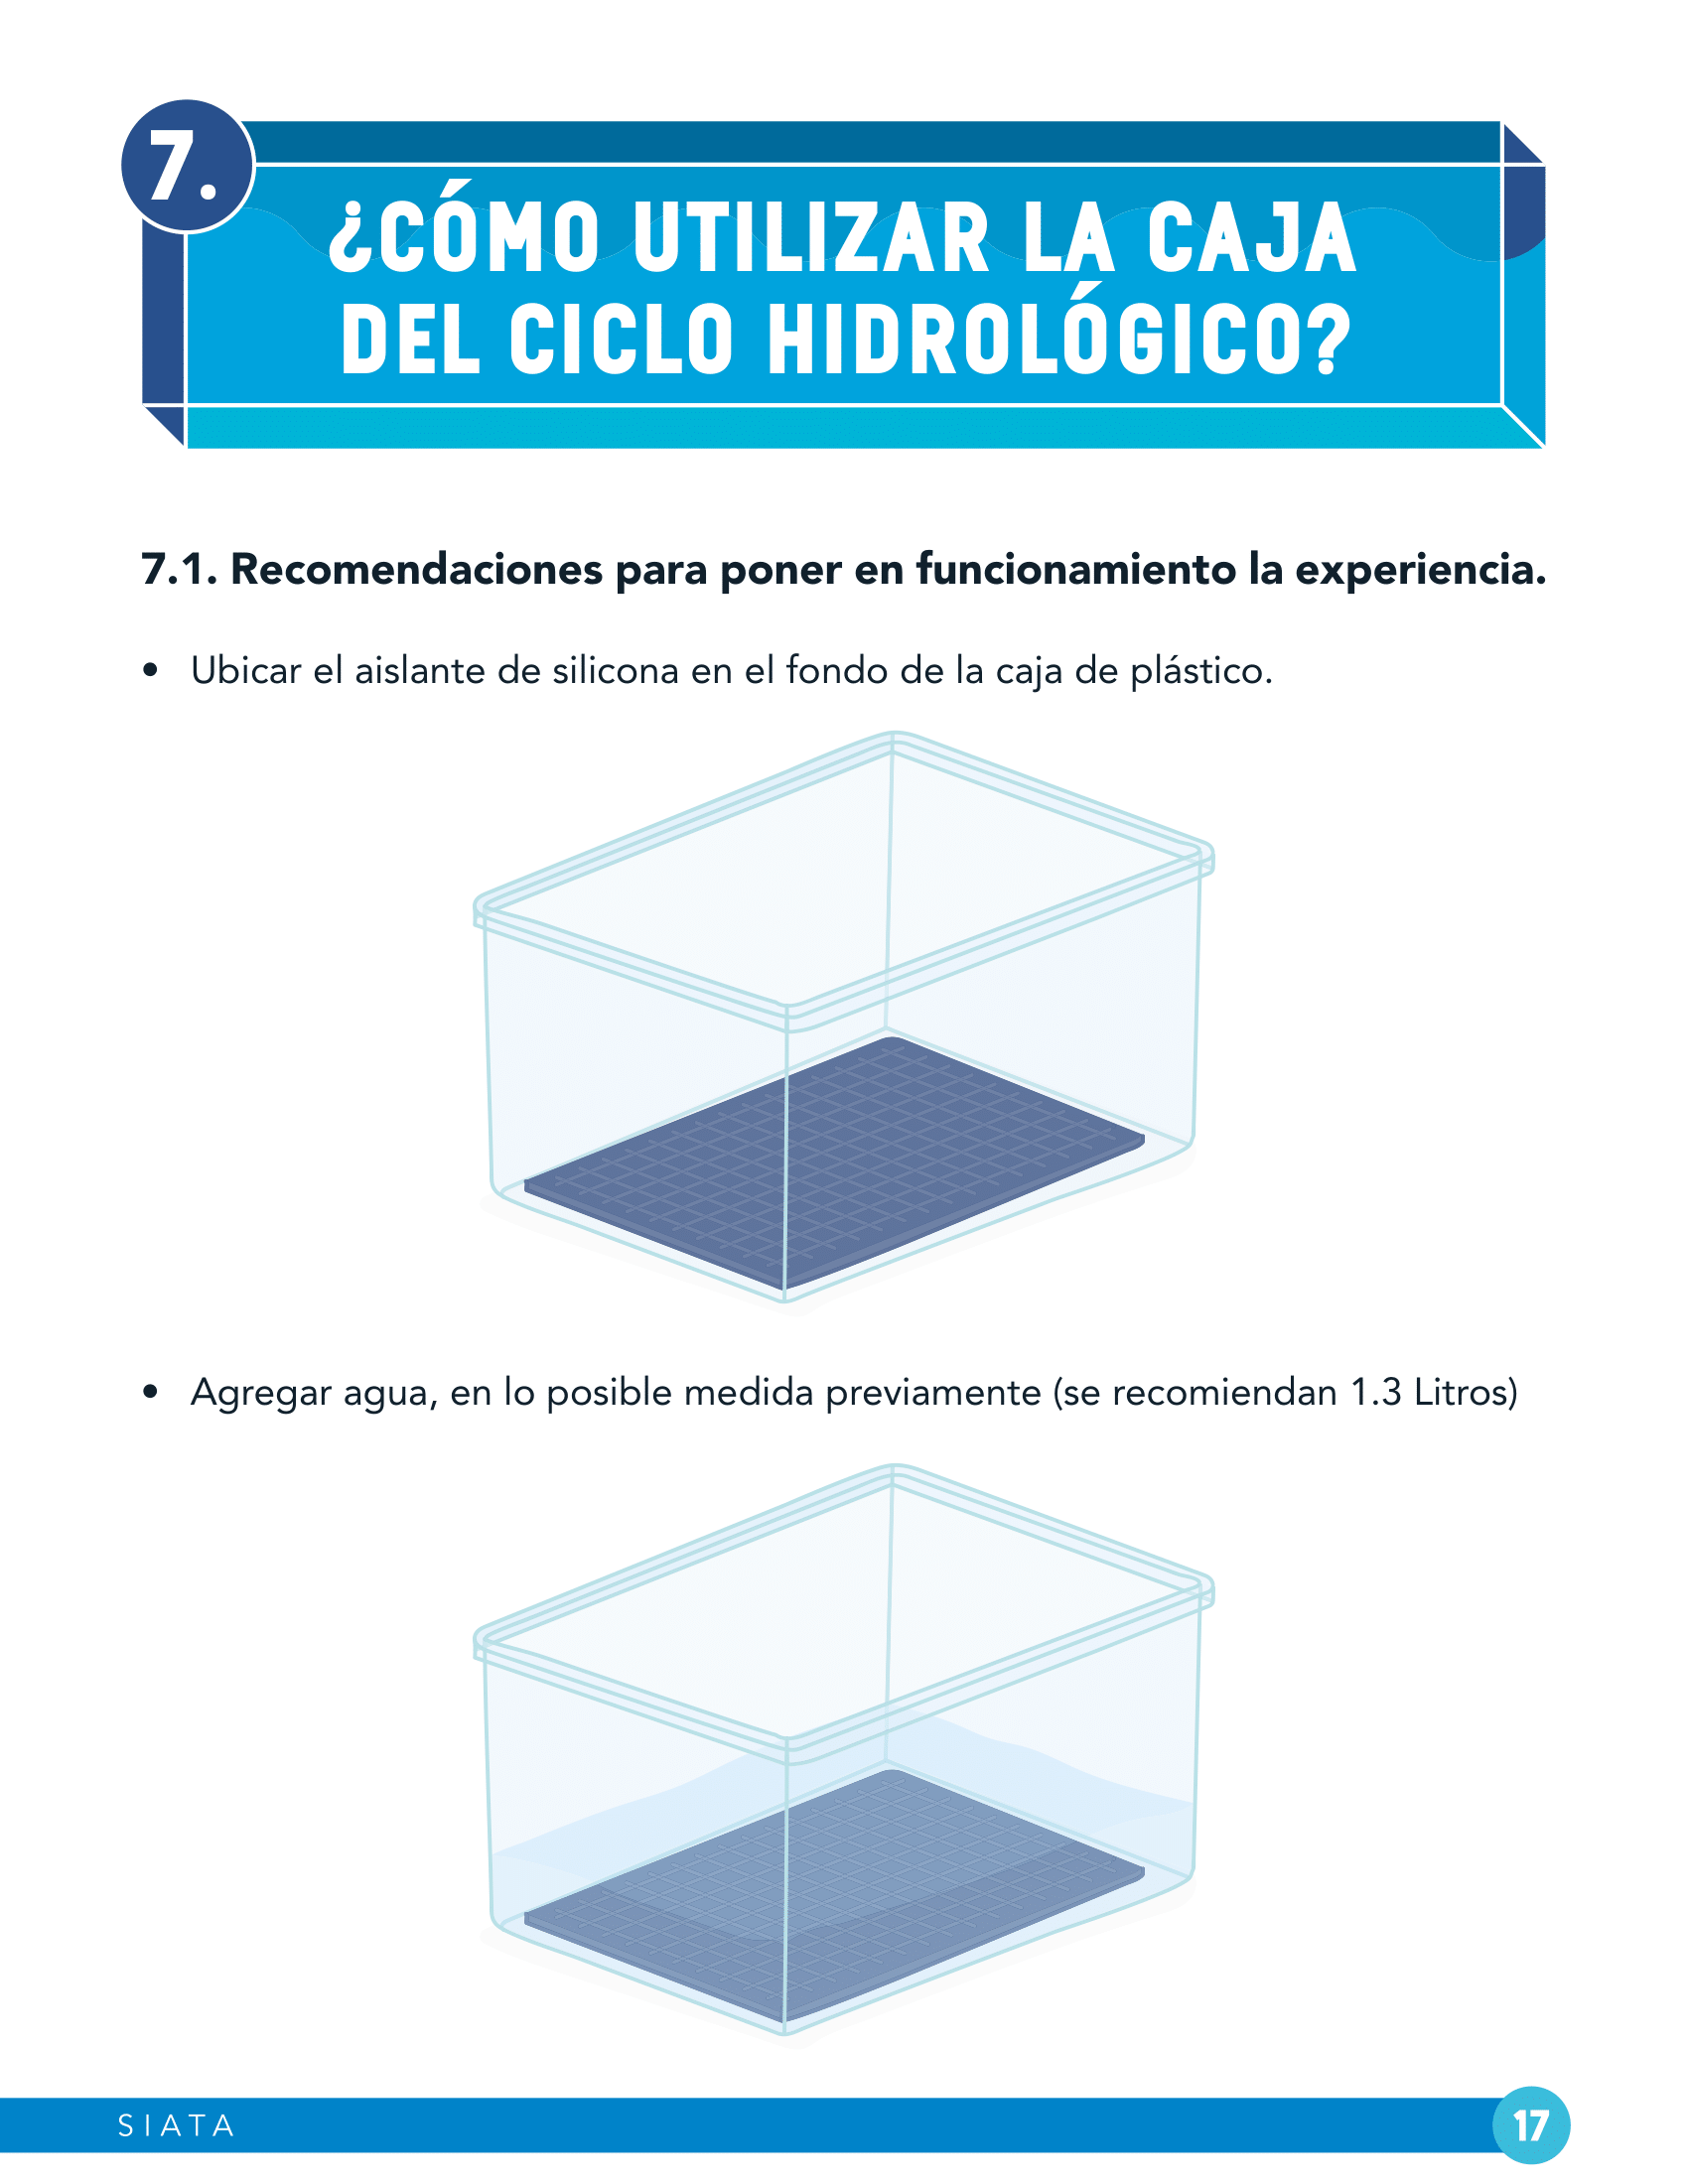 7.
¿CÓMO UTILIZAR LA CAJA
DEL CICLO HIDROLÓGICO?
7.1. Recomendaciones para poner en funcionamiento la experiencia.
• Ubicar el aislante de silicona en el fondo de la caja de plástico.
• Agregar agua, en lo posible medida previamente (se recomiendan 1.3 Litros)
SIATA
17